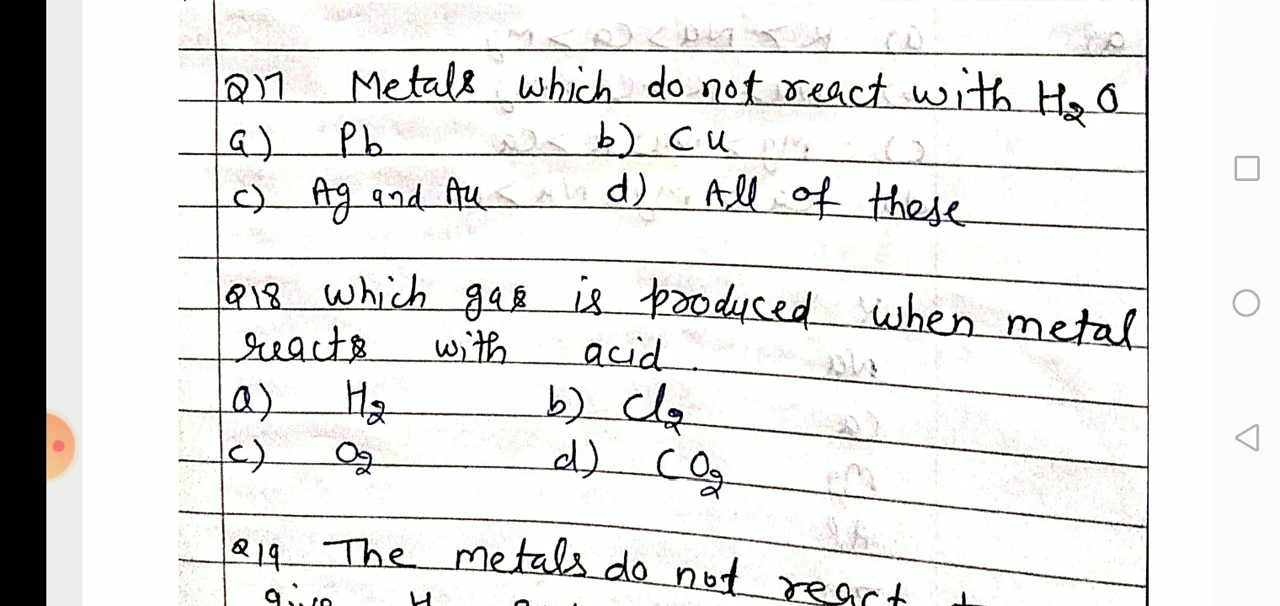 Q17 Metals which do not react with H₂O
a) Pb b) Cu
c) Ag and Au d) All of these
Q18 which gas is produced when metal
reacts with acid.
a) H₂ b) Cl₂
c) O₂ d) CO₂
Q19 The metals do not react
give H